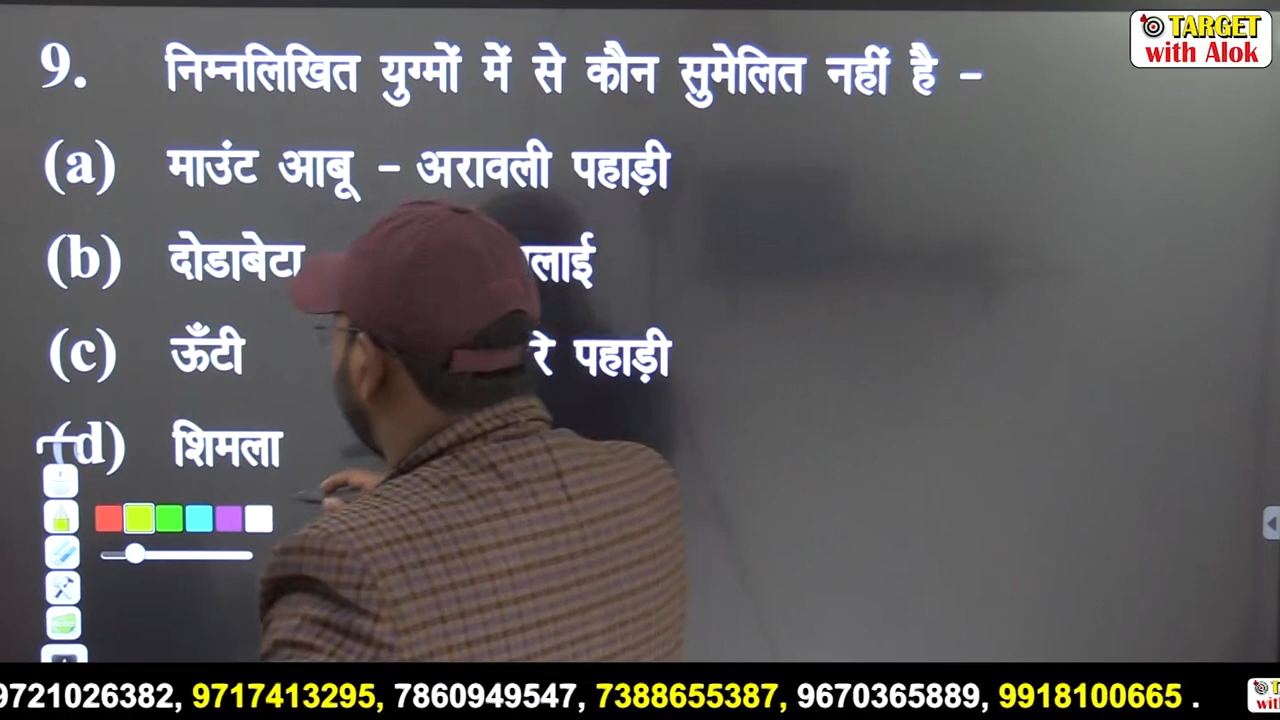 TARGET
with Alok
9. निम्नलिखित युग्मों में से कौन सुमेलित नहीं है -
(a) माउंट आबू - अरावली पहाड़ी
(b) दोडाबेटा
(c) ऊँटी पहाड़ी
(d) शिमला
9721026382, 9717413295, 7860949547, 7388655387, 9670365889, 9918100665 .